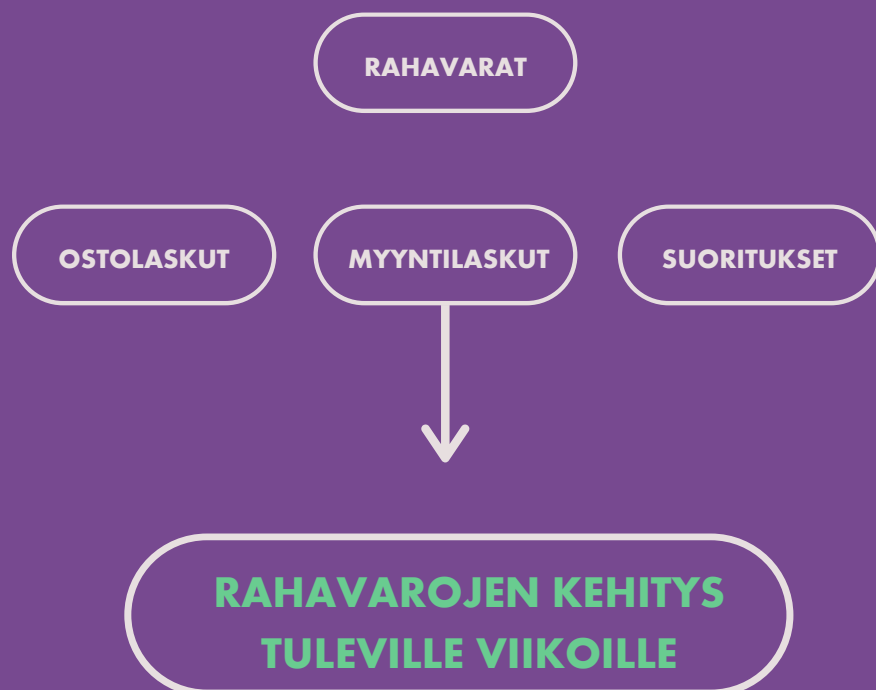 RAHAVARAT
OSTOLASKUT
MYYNTILASKUT
SUORITUKSET
RAHAVAROJEN KEHITYS
TULEVILLE VIIKOILLE